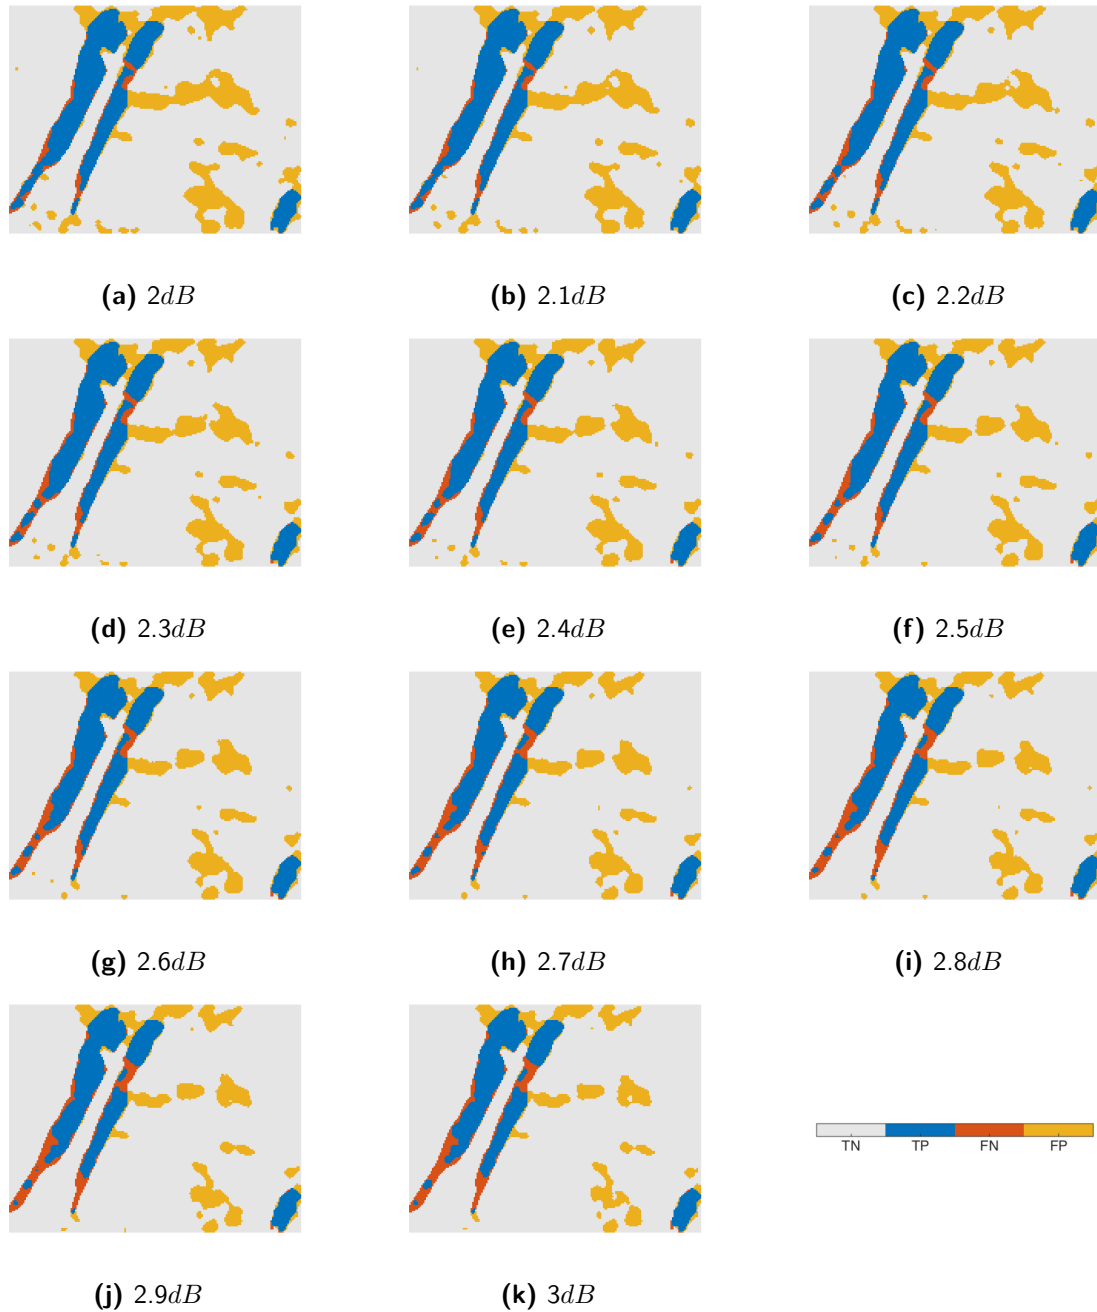 (a) 2dB
(b) 2.1dB
(c) 2.2dB
(d) 2.3dB
(e) 2.4dB
(f) 2.5dB
(g) 2.6dB
(h) 2.7dB
(i) 2.8dB
TN TP FN FP
(j) 2.9dB
(k) 3dB